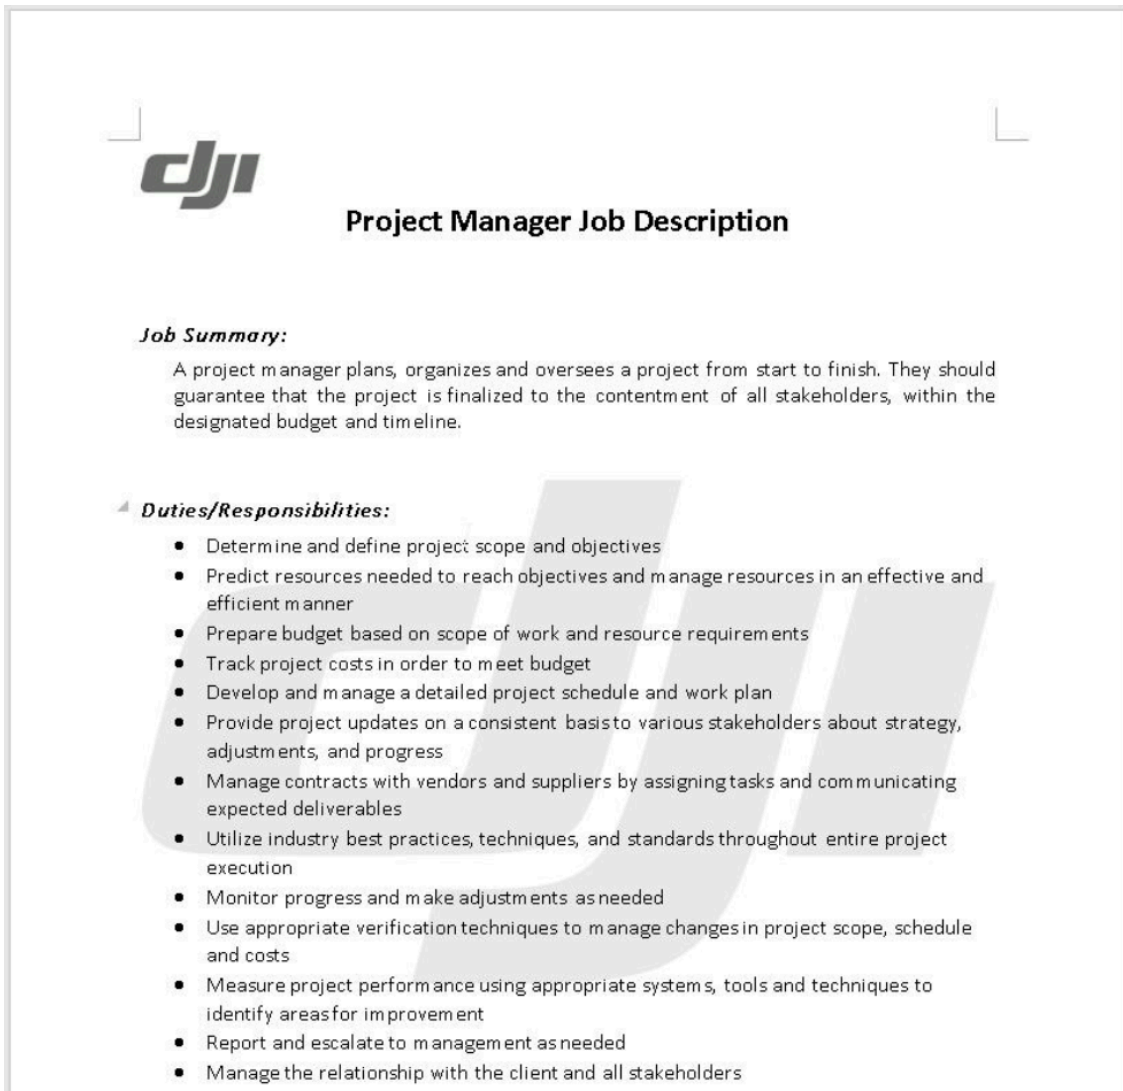 dji
Project Manager Job Description
Job Summary:
A project manager plans, organizes and oversees a project from start to finish. They should
guarantee that the project is finalized to the contentment of all stakeholders, within the
designated budget and timeline.
Duties/Responsibilities:
● Determine and define project scope and objectives
● Predict resources needed to reach objectives and manage resources in an effective and
efficient manner
● Prepare budget based on scope of work and resource requirements
● Track project costs in order to meet budget
● Develop and manage a detailed project schedule and work plan
● Provide project updates on a consistent basis to various stakeholders about strategy,
adjustments, and progress
● Manage contracts with vendors and suppliers by assigning tasks and communicating
expected deliverables
● Utilize industry best practices, techniques, and standards throughout entire project
execution
● Monitor progress and make adjustments as needed
● Use appropriate verification techniques to manage changes in project scope, schedule
and costs
● Measure project performance using appropriate systems, tools and techniques to
identify areas for improvement
● Report and escalate to management as needed
● Manage the relationship with the client and all stakeholders
dji